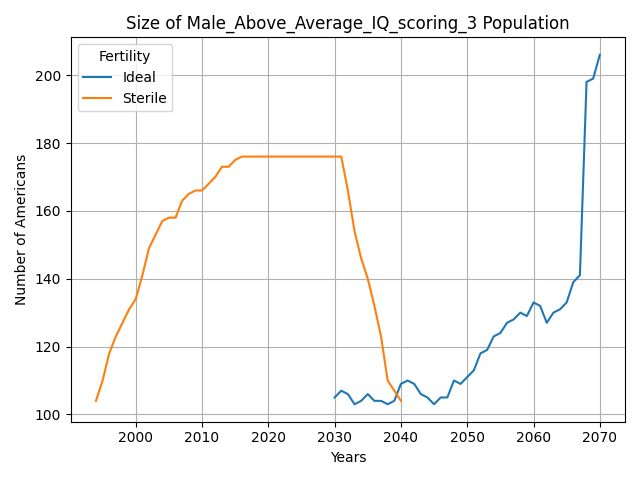 Size of Male_Above_Average_IQ_scoring_3 Population
Fertility
Ideal
Sterile
Number of Americans
200
180
160
140
120
100
2000 2010 2020 2030 2040 2050 2060 2070
Years